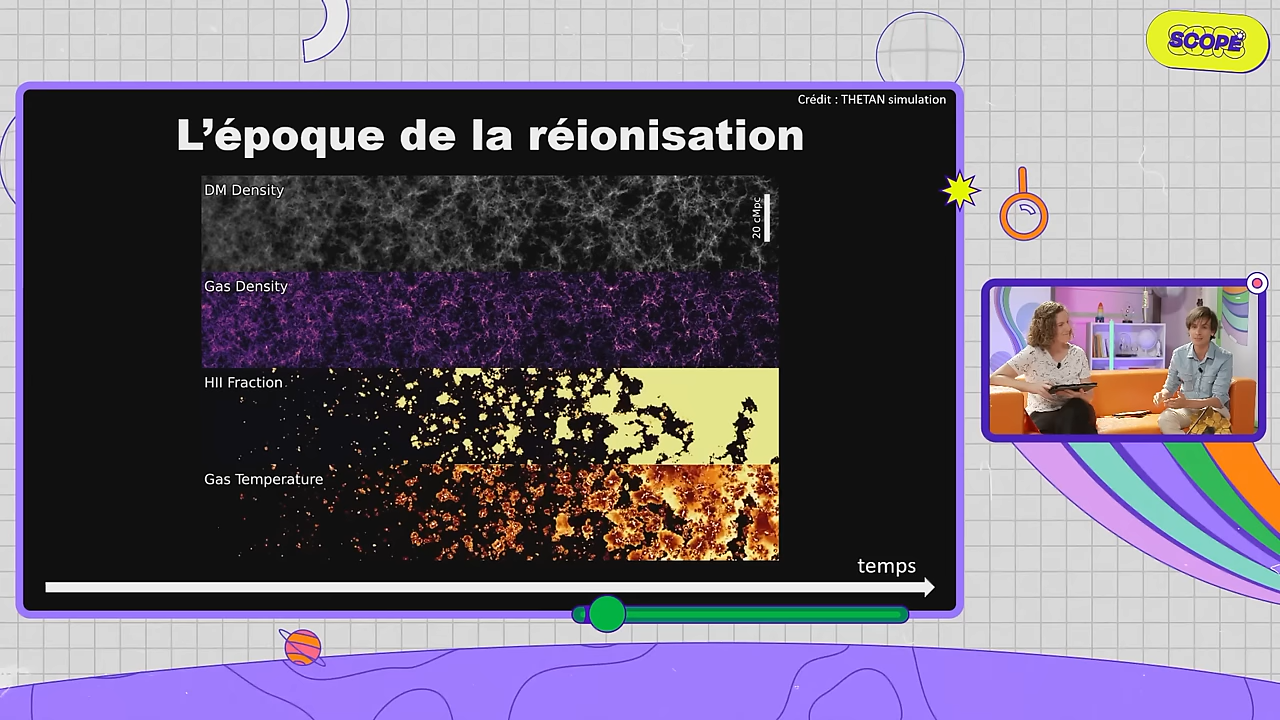 SCOPE
Crédit : THETAN simulation
L’époque de la réionisation
DM Density
20 cMpc
Gas Density
HII Fraction
Gas Temperature
temps